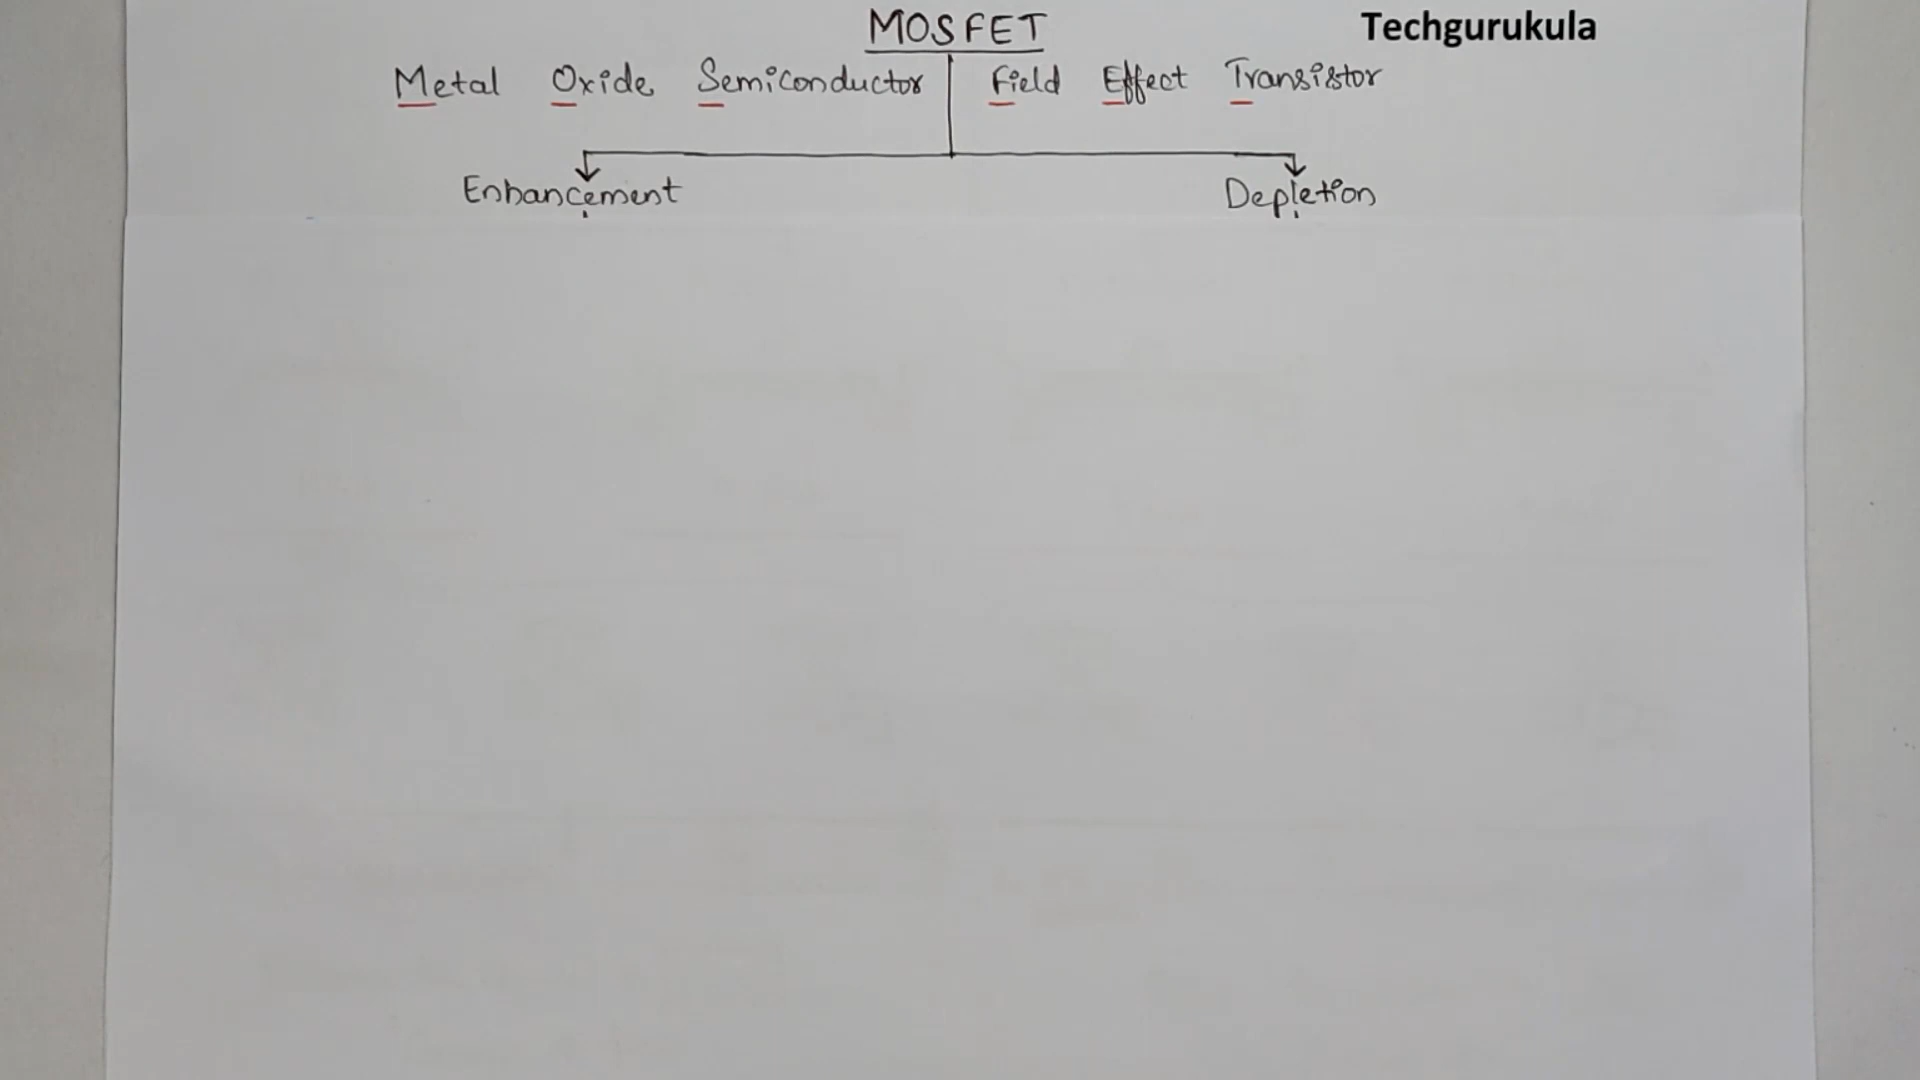 MOSFET
Techgurukula
Metal Oxide Semiconductor Field Effect Transistor
Enhancement
Depletion